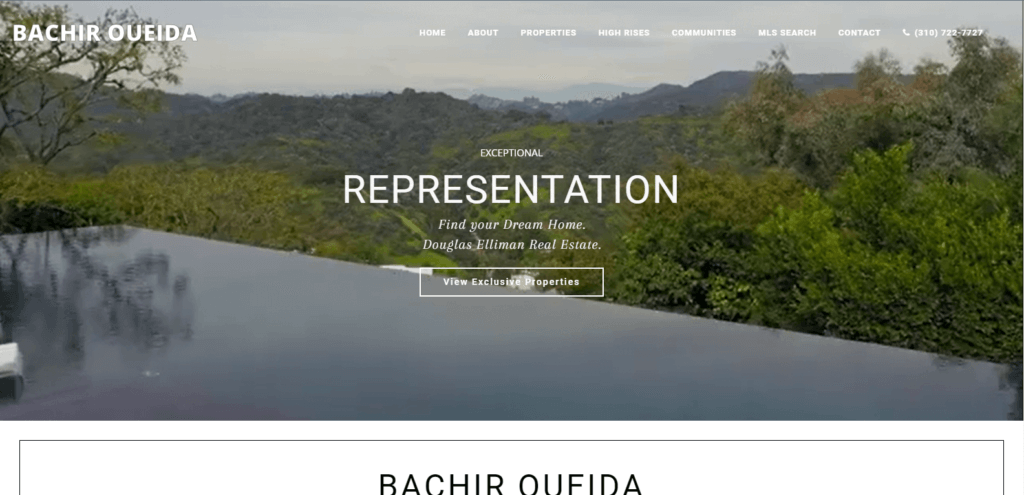 BACHIR OUEIDA
HOME ABOUT PROPERTIES HIGH RISES COMMUNITIES MLS SEARCH CONTACT (310) 722-7727
EXCEPTIONAL
REPRESENTATION
Find your Dream Home.
Douglas Elliman Real Estate.
View Exclusive Properties
BACHIR OUEIDA